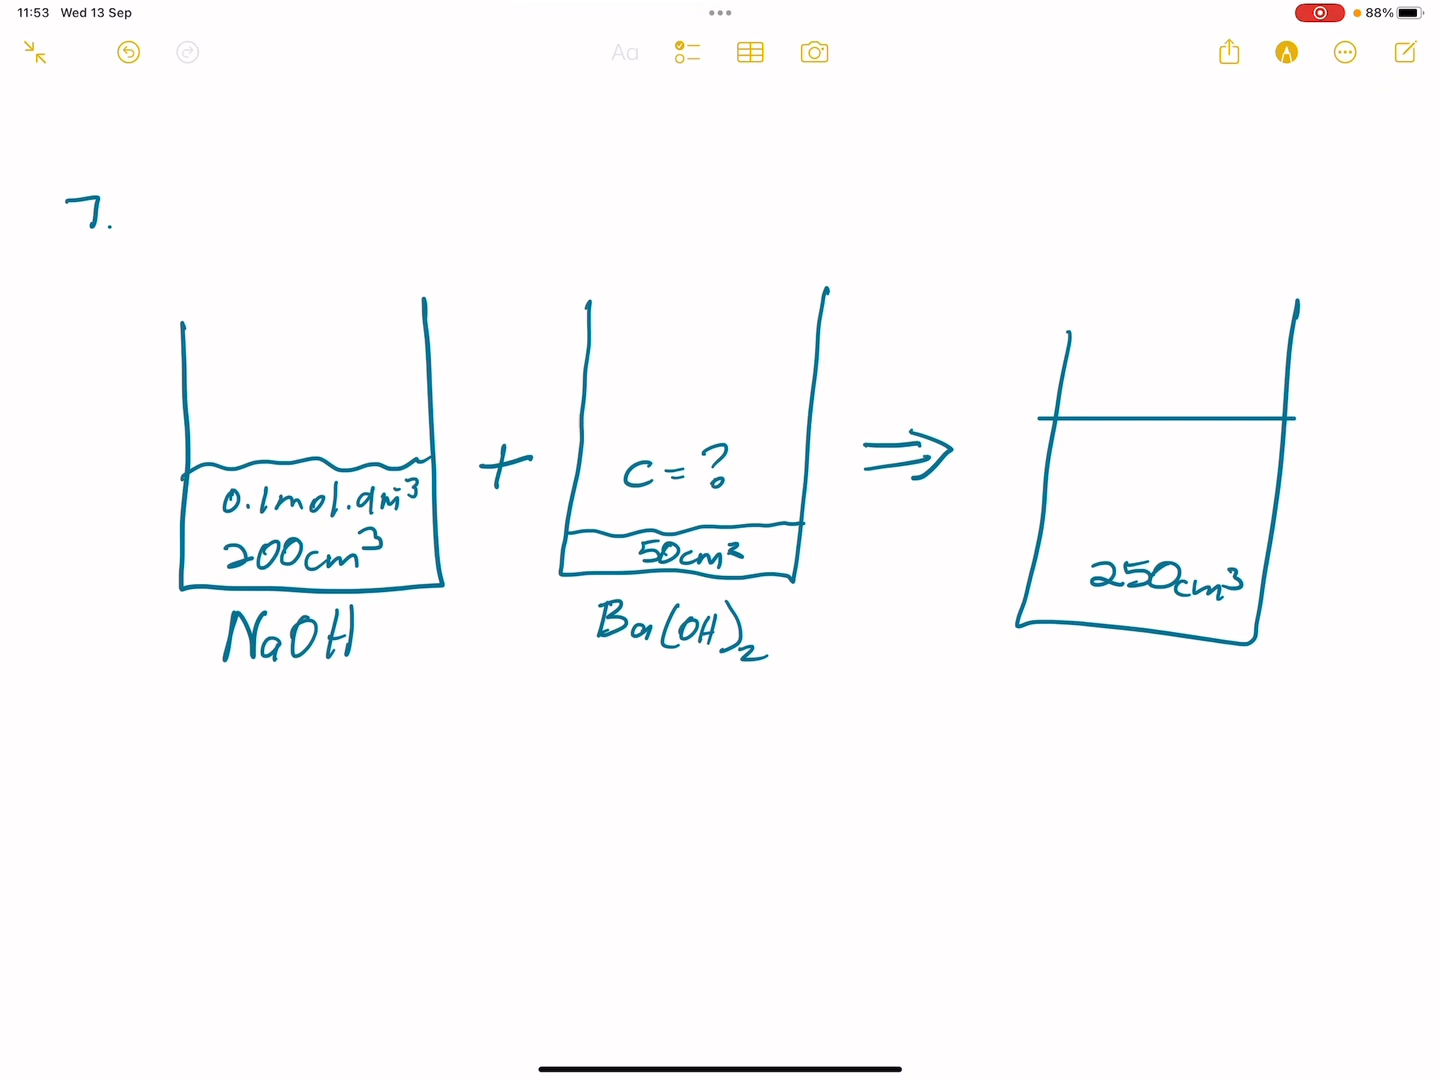 11:53 Wed 13 Sep
88%
Aa
7.
0.1mol.dm⁻³
200cm³
NaOH
+
c = ?
50cm³
Ba(OH)₂
⇒
250cm³